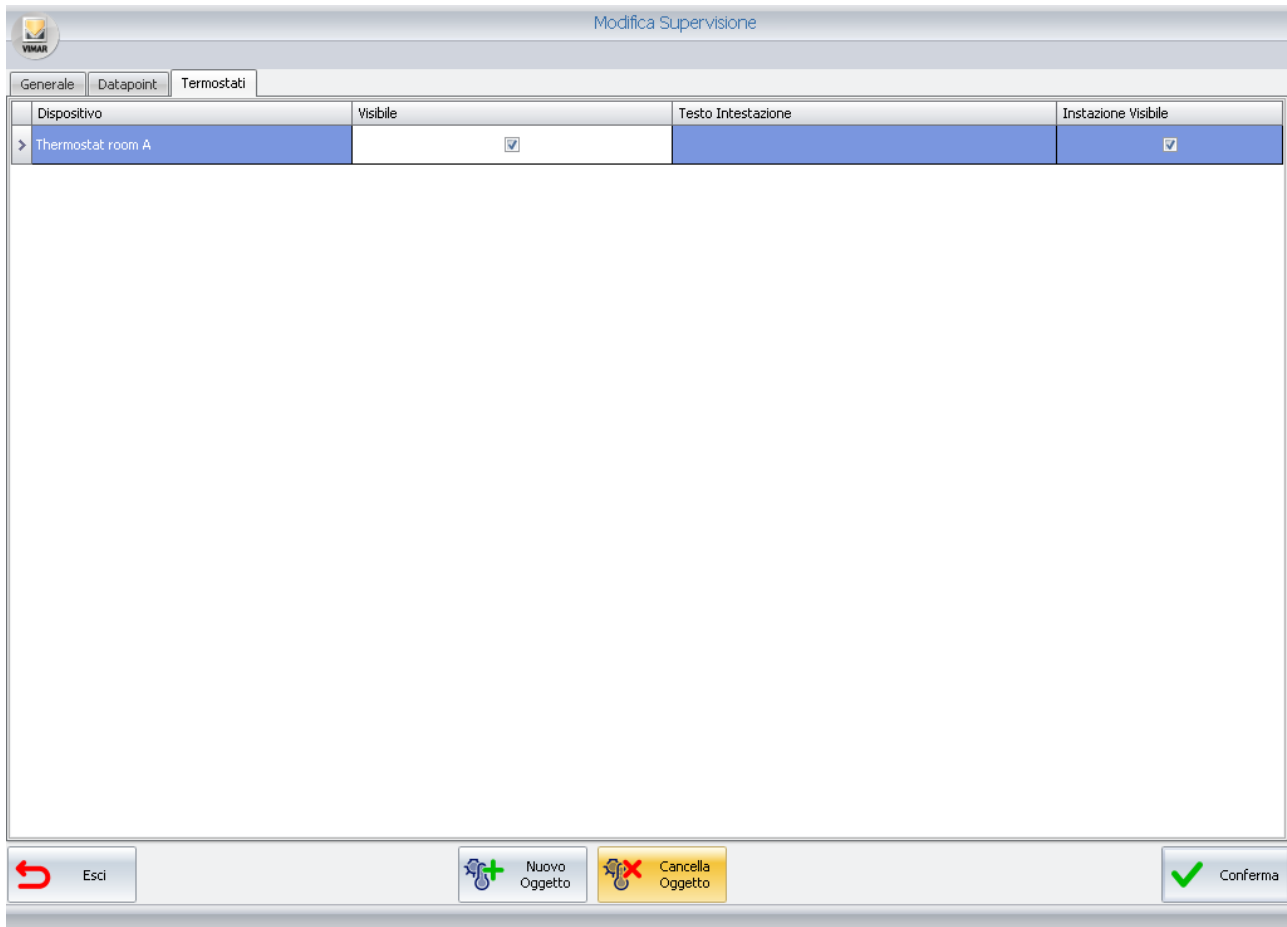 Modifica Supervisione
VIMAR
Generale Datapoint Termostati
Dispositivo Visibile Testo Intestazione Instazione Visibile
Thermostat room A
Esci
Nuovo
Oggetto
Cancella
Oggetto
Conferma